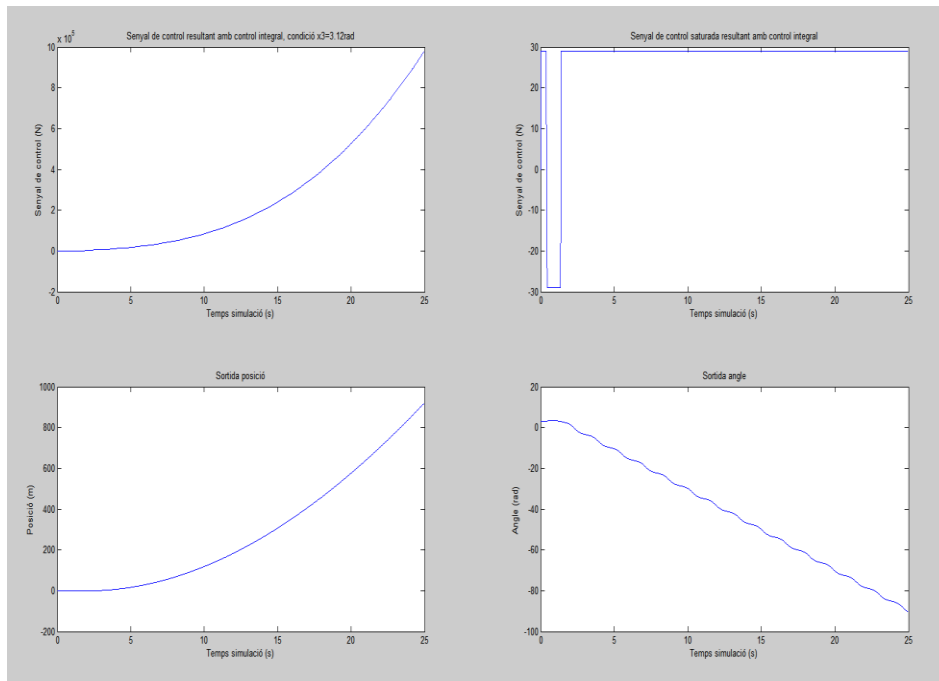 Senyal de control resultant amb control integral, condició x3=3.12rad
x 10^5
10
8
6
4
2
0
-2
Senyal de control (N)
0 5 10 15 20 25
Temps simulació (s)
Senyal de control saturada resultant amb control integral
30
20
10
0
-10
-20
-30
Senyal de control (N)
0 5 10 15 20 25
Temps simulació (s)
Sortida posició
1000
800
600
400
200
0
-200
Posició (m)
0 5 10 15 20 25
Temps simulació (s)
Sortida angle
20
0
-20
-40
-60
-80
-100
Angle (rad)
0 5 10 15 20 25
Temps simulació (s)